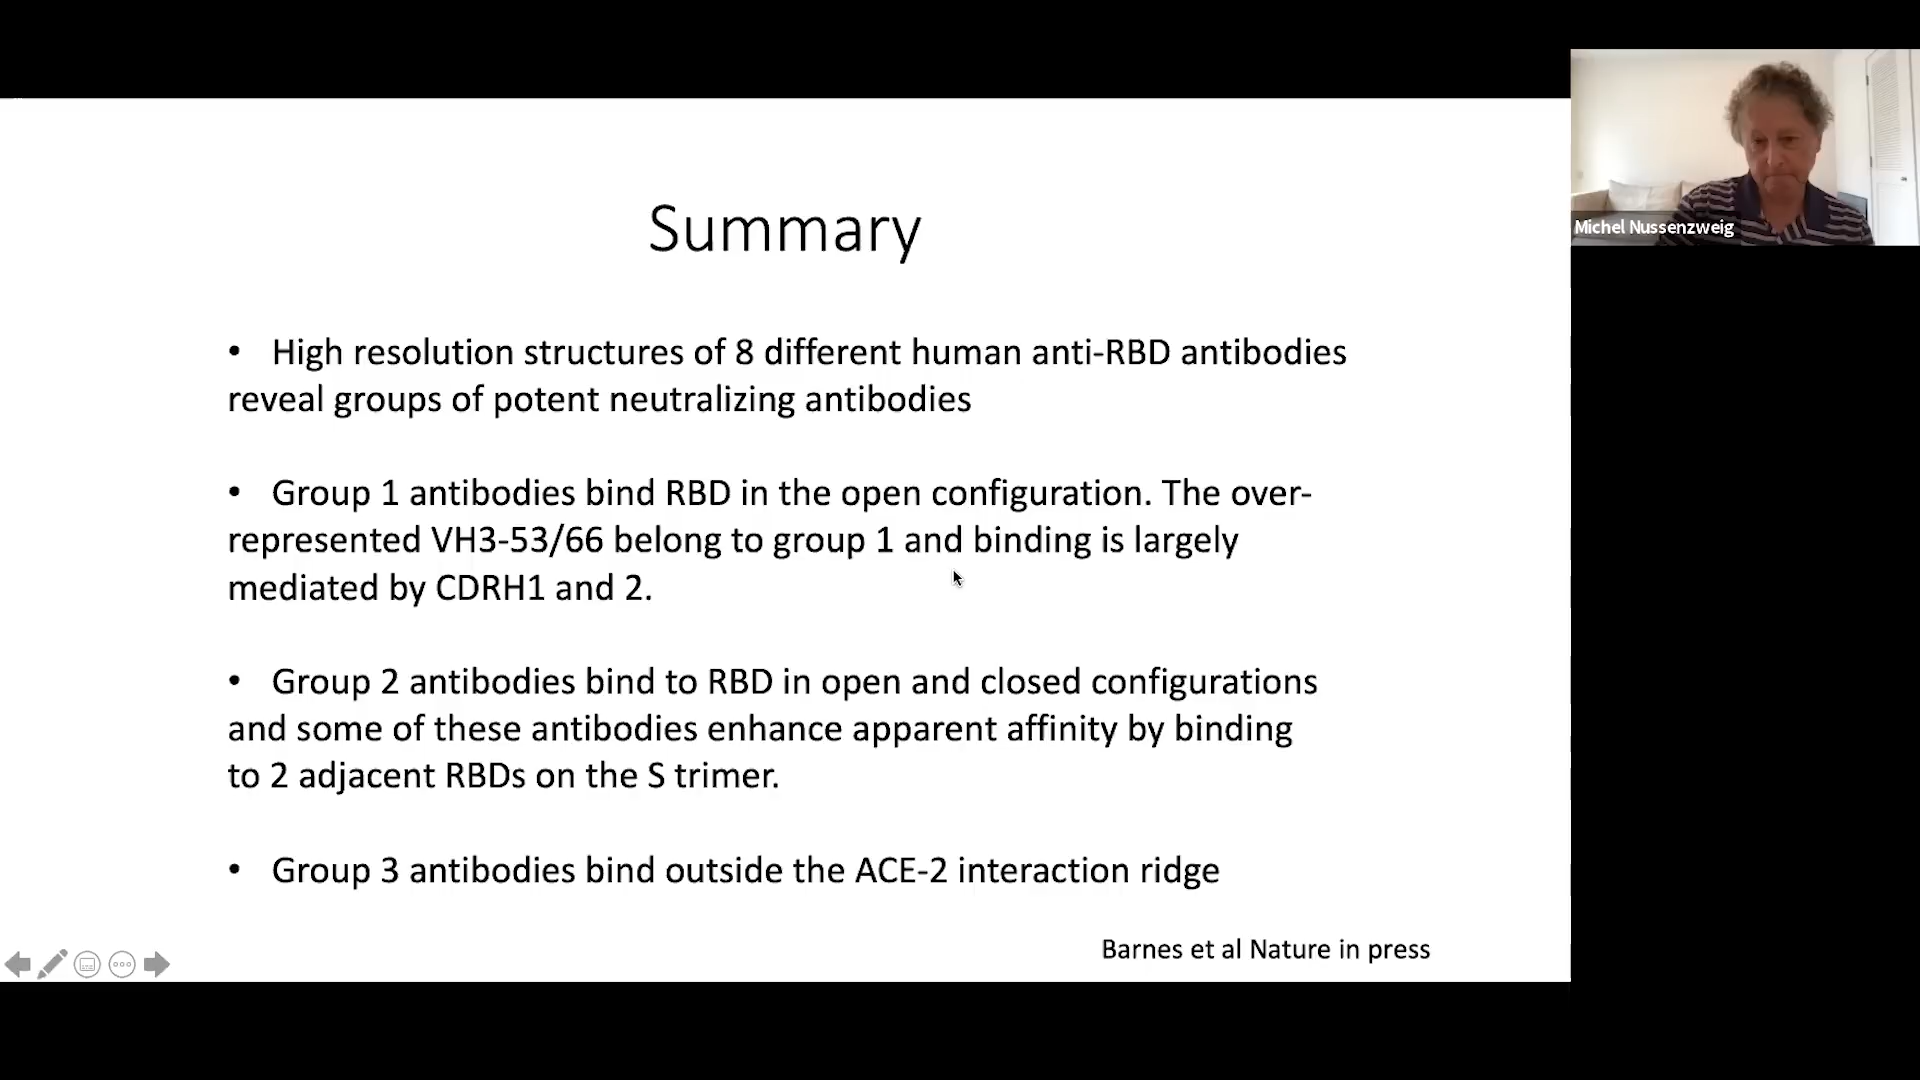 Summary
• High resolution structures of 8 different human anti-RBD antibodies
reveal groups of potent neutralizing antibodies
• Group 1 antibodies bind RBD in the open configuration. The over-
represented VH3-53/66 belong to group 1 and binding is largely
mediated by CDRH1 and 2.
• Group 2 antibodies bind to RBD in open and closed configurations
and some of these antibodies enhance apparent affinity by binding
to 2 adjacent RBDs on the S trimer.
• Group 3 antibodies bind outside the ACE-2 interaction ridge
Barnes et al Nature in press
Michel Nussenzweig